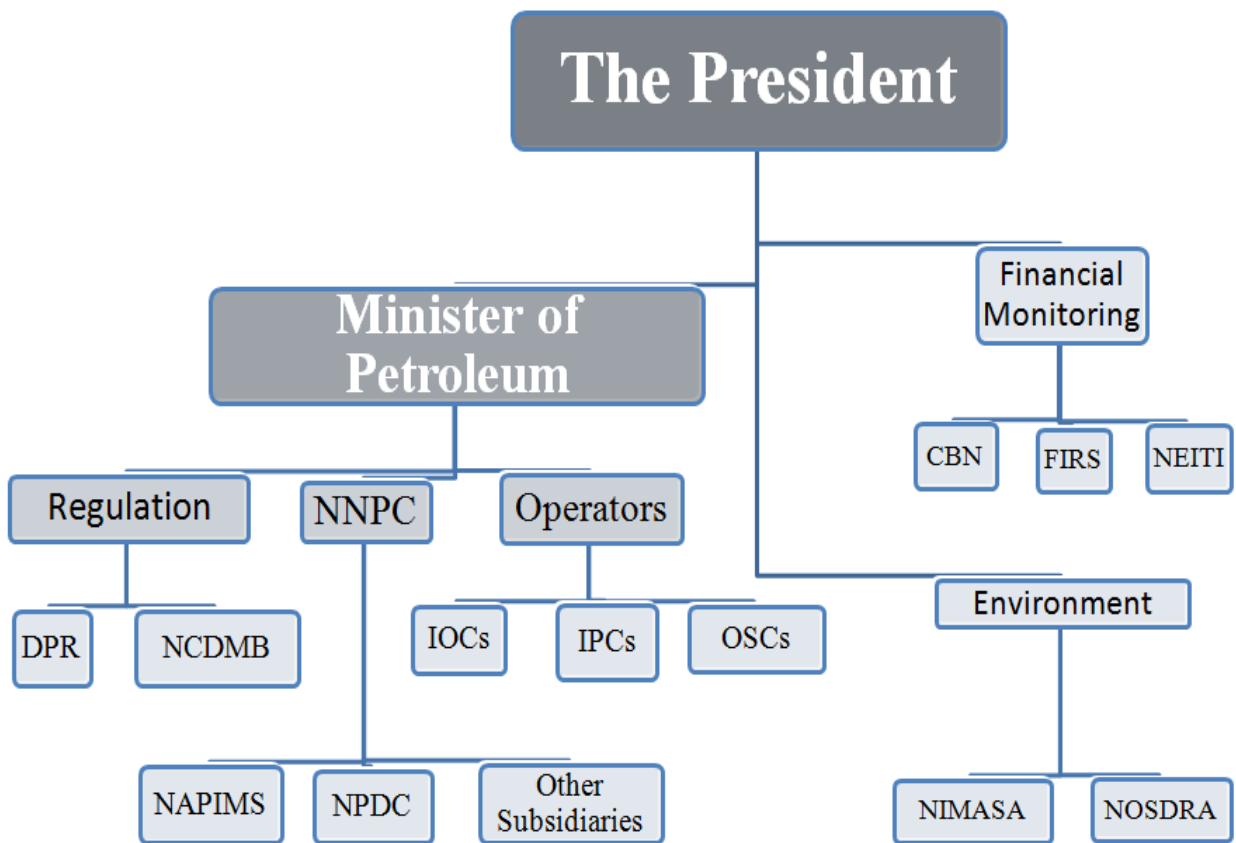 The President
Financial
Monitoring
Minister of
Petroleum
CBN
FIRS
NEITI
Regulation
NNPC
Operators
Environment
DPR
NCDMB
IOCs
IPCs
OSCs
NAPIMS
NPDC
Other
Subsidiaries
NIMASA
NOSDRA